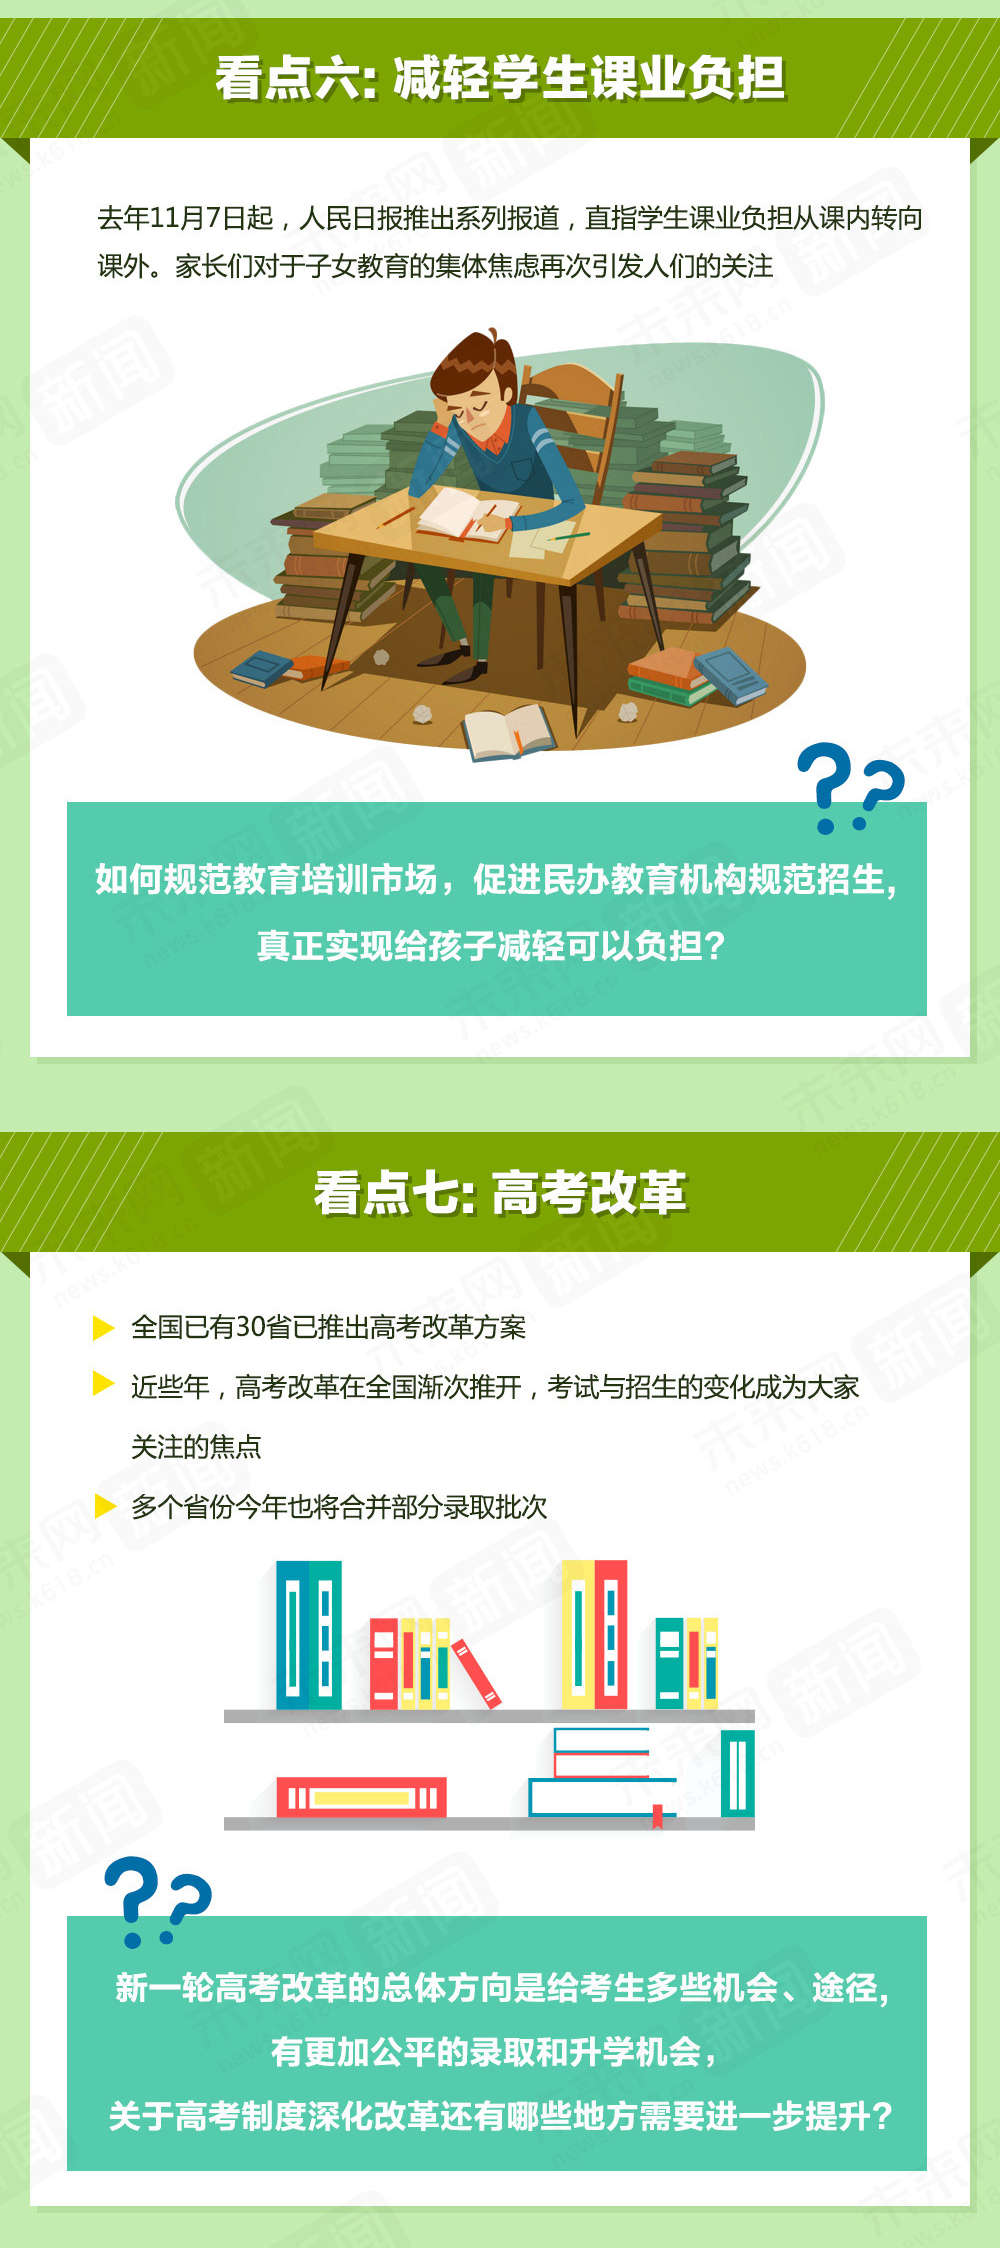 看点六: 减轻学生课业负担
去年11月7日起，人民日报推出系列报道，直指学生课业负担从课内转向
课外。家长们对于子女教育的集体焦虑再次引发人们的关注
如何规范教育培训市场，促进民办教育机构规范招生,
真正实现给孩子减轻可以负担?
看点七: 高考改革
全国已有30省已推出高考改革方案
近些年，高考改革在全国渐次推开，考试与招生的变化成为大家
关注的焦点
多个省份今年也将合并部分录取批次
新一轮高考改革的总体方向是给考生多些机会、途径,
有更加公平的录取和升学机会，
关于高考制度深化改革还有哪些地方需要进一步提升?
未来网 新闻
news.k618.cn